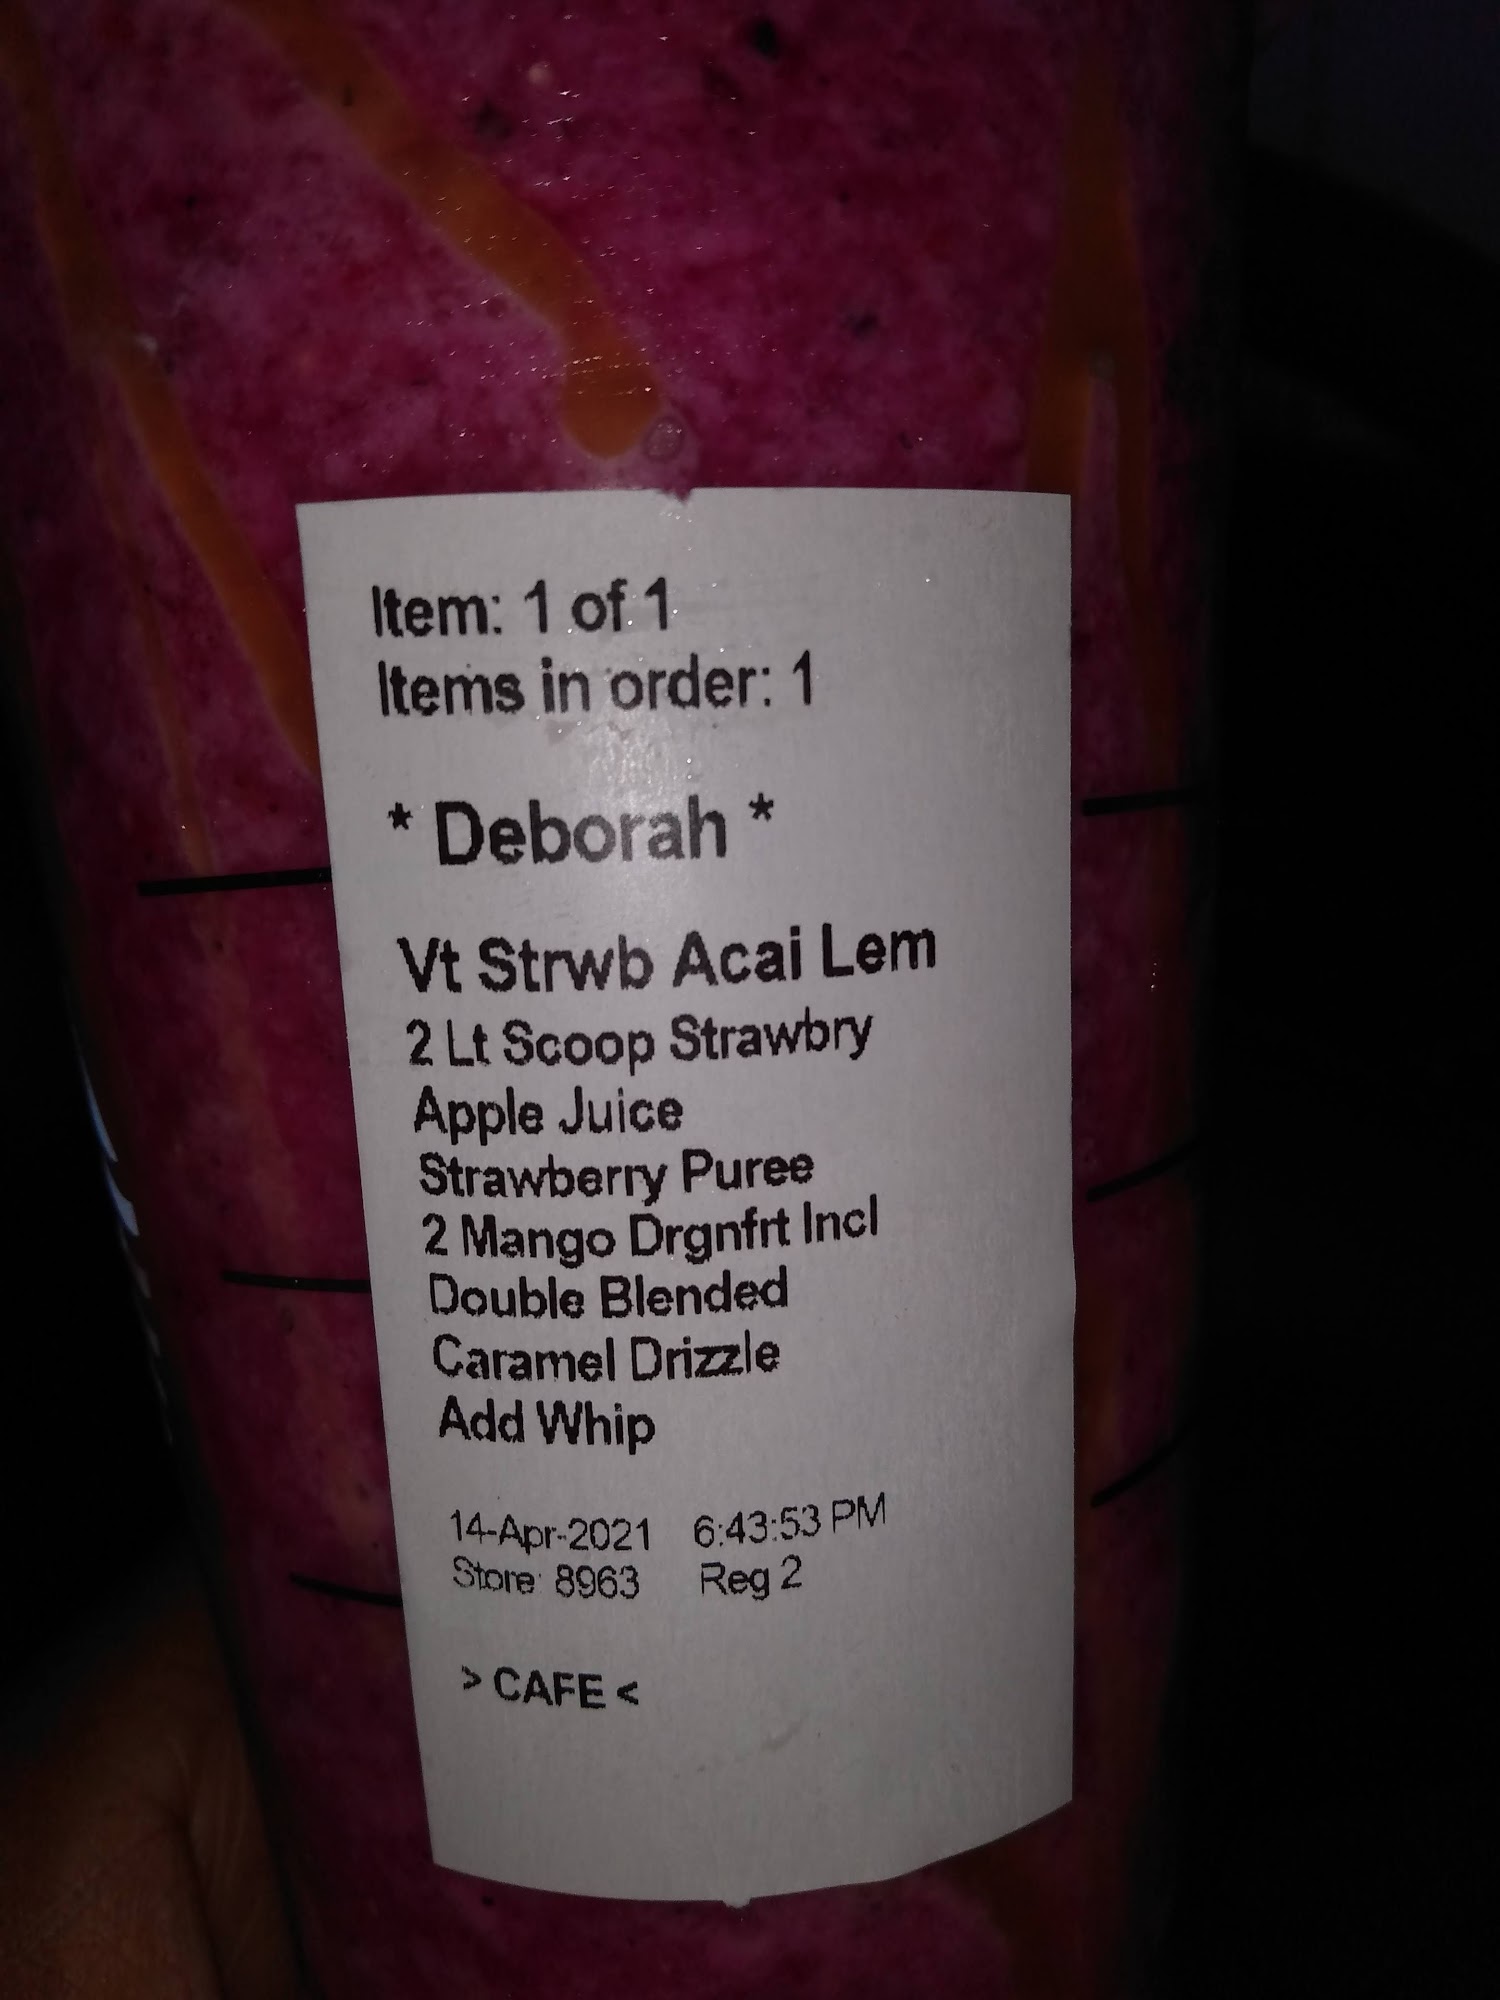 Item: 1 of 1
Items in order: 1
* Deborah *
Vt Strwb Acai Lem
2 Lt Scoop Strawbry
Apple Juice
Strawberry Puree
2 Mango Drgnfrt Incl
Double Blended
Caramel Drizzle
Add Whip
14-Apr-2021 6:43:53 PM
Store: 8963 Reg 2
> CAFE <